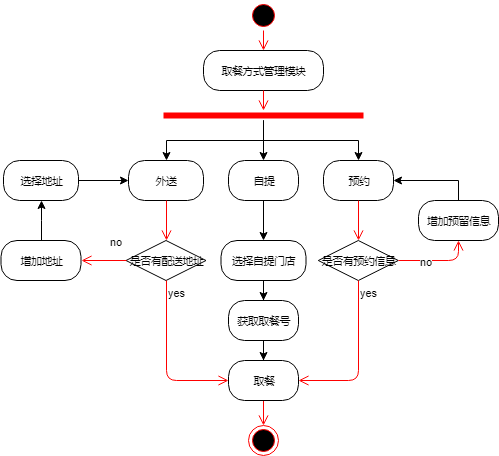 取餐方式管理模块
选择地址
外送
自提
预约
增加预留信息
no
增加地址
是否有配送地址
选择自提门店
是否有预约信息
no
yes
yes
获取取餐号
取餐